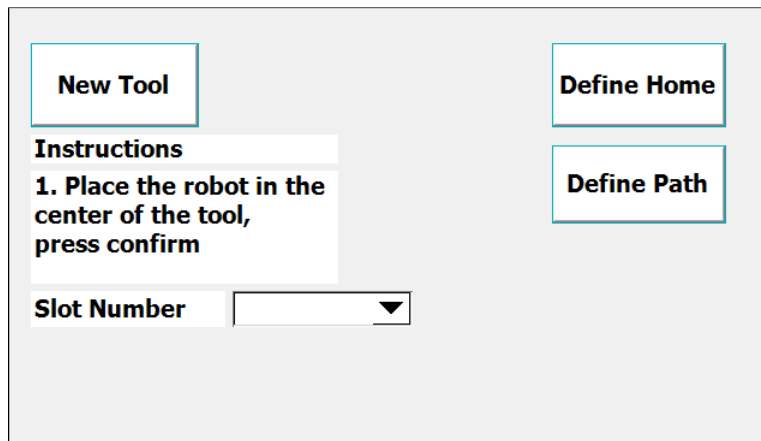 New Tool
Define Home
Instructions
1. Place the robot in the
center of the tool,
press confirm
Define Path
Slot Number